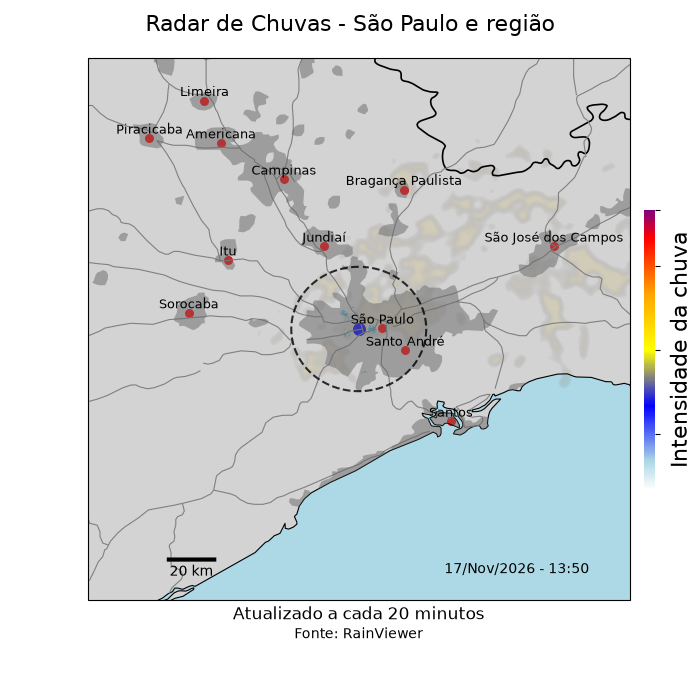 Radar de Chuvas - São Paulo e região
Limeira
Piracicaba
Americana
Campinas
Bragança Paulista
Jundiaí
São José dos Campos
Itu
Sorocaba
São Paulo
Santo André
Santos
Intensidade da chuva
20 km
17/Nov/2026 - 13:50
Atualizado a cada 20 minutos
Fonte: RainViewer